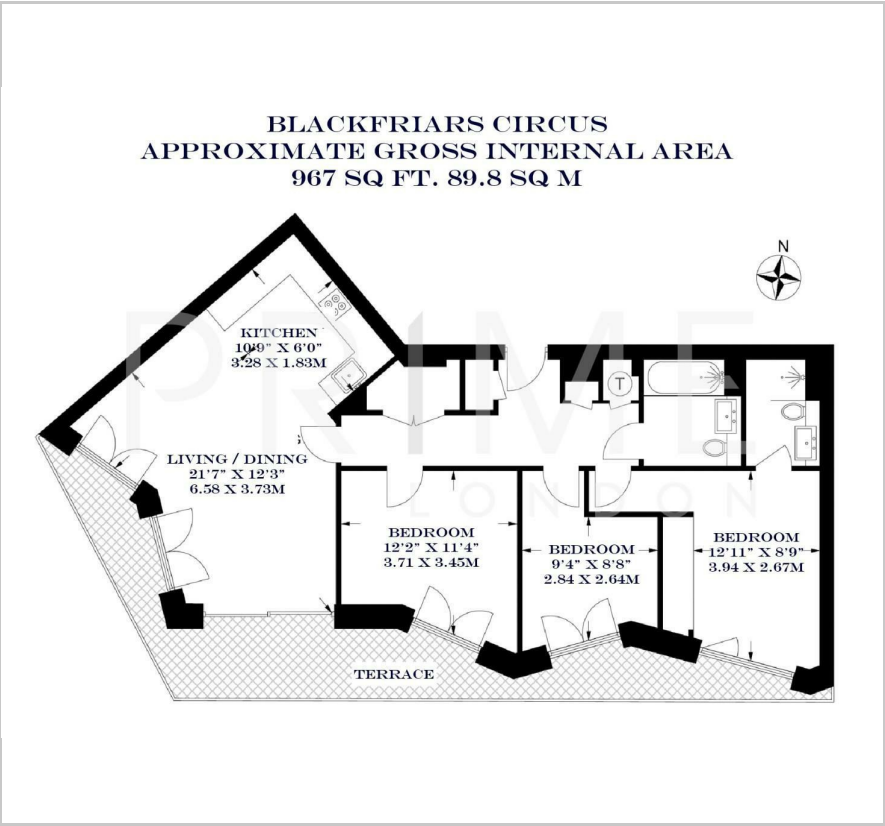 BLACKFRIARS CIRCUS
APPROXIMATE GROSS INTERNAL AREA
967 SQ FT. 89.8 SQ M
N
PRIME
LONDON
KITCHEN
10'9" X 6'0"
3.28 X 1.83M
T
LIVING / DINING
21'7" X 12'3"
6.58 X 3.73M
BEDROOM
12'2" X 11'4"
3.71 X 3.45M
BEDROOM
9'4" X 8'8"
2.84 X 2.64M
BEDROOM
12'11" X 8'9"
3.94 X 2.67M
TERRACE